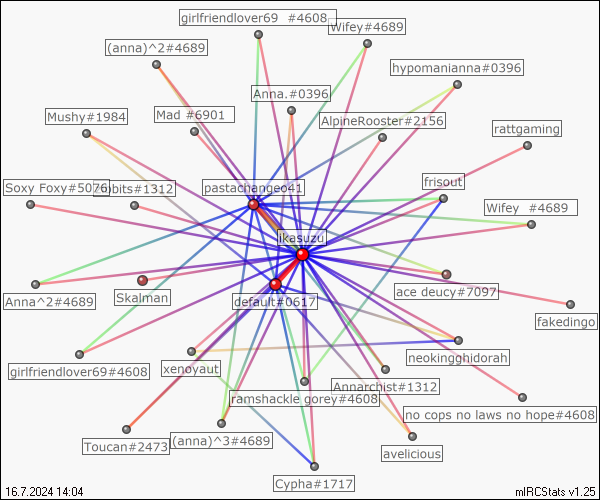 girlfriendlover69 #4608
Wifey#4689
(anna)^2#4689
hypomanianna#0396
Anna.#0396
Mushy#1984
Mad #6901
AlpineRooster#2156
rattgaming
Soxy Foxy#5076
bits#1312
pastachangeo41
frisout
Wifey #4689
ikasuzu
Anna^2#4689
Skalman
default#0617
ace deucy#7097
fakedingo
girlfriendlover69#4608
xenoyaut
neokingghidorah
Annarchist#1312
ramshackle gorey#4608
no cops no laws no hope#4608
Toucan#2473
(anna)^3#4689
avelicious
Cypha#1717
16.7.2024 14:04
mIRCStats v1.25